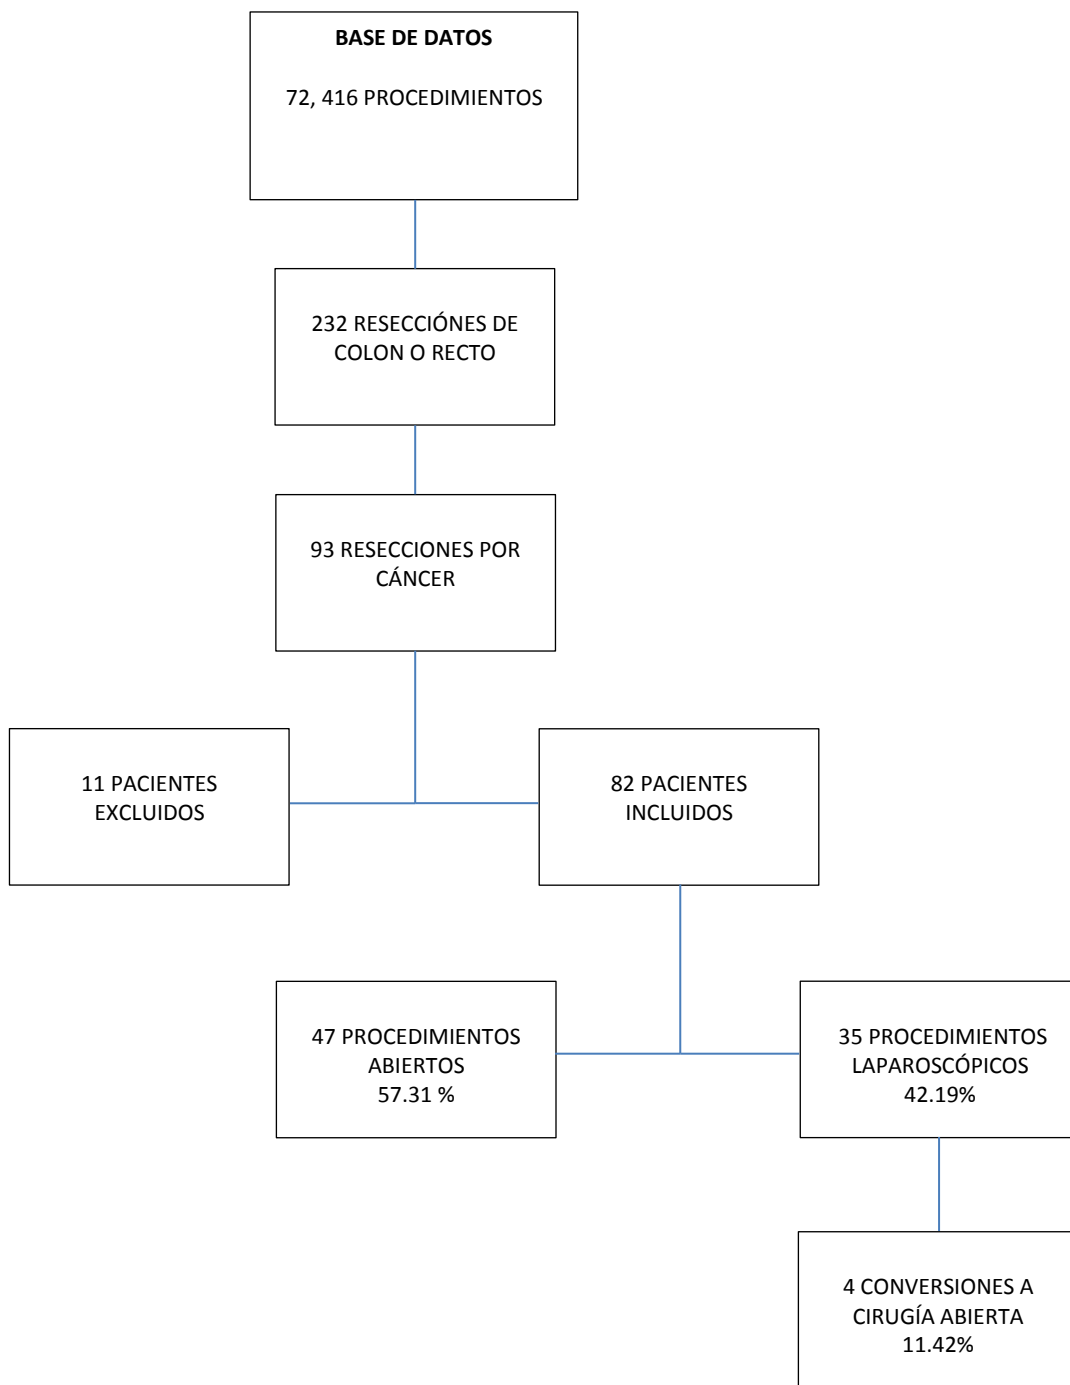 BASE DE DATOS
72, 416 PROCEDIMIENTOS
232 RESECCIÓNES DE
COLON O RECTO
93 RESECCIONES POR
CÁNCER
11 PACIENTES
EXCLUIDOS
82 PACIENTES
INCLUIDOS
47 PROCEDIMIENTOS
ABIERTOS
57.31 %
35 PROCEDIMIENTOS
LAPAROSCÓPICOS
42.19%
4 CONVERSIONES A
CIRUGÍA ABIERTA
11.42%